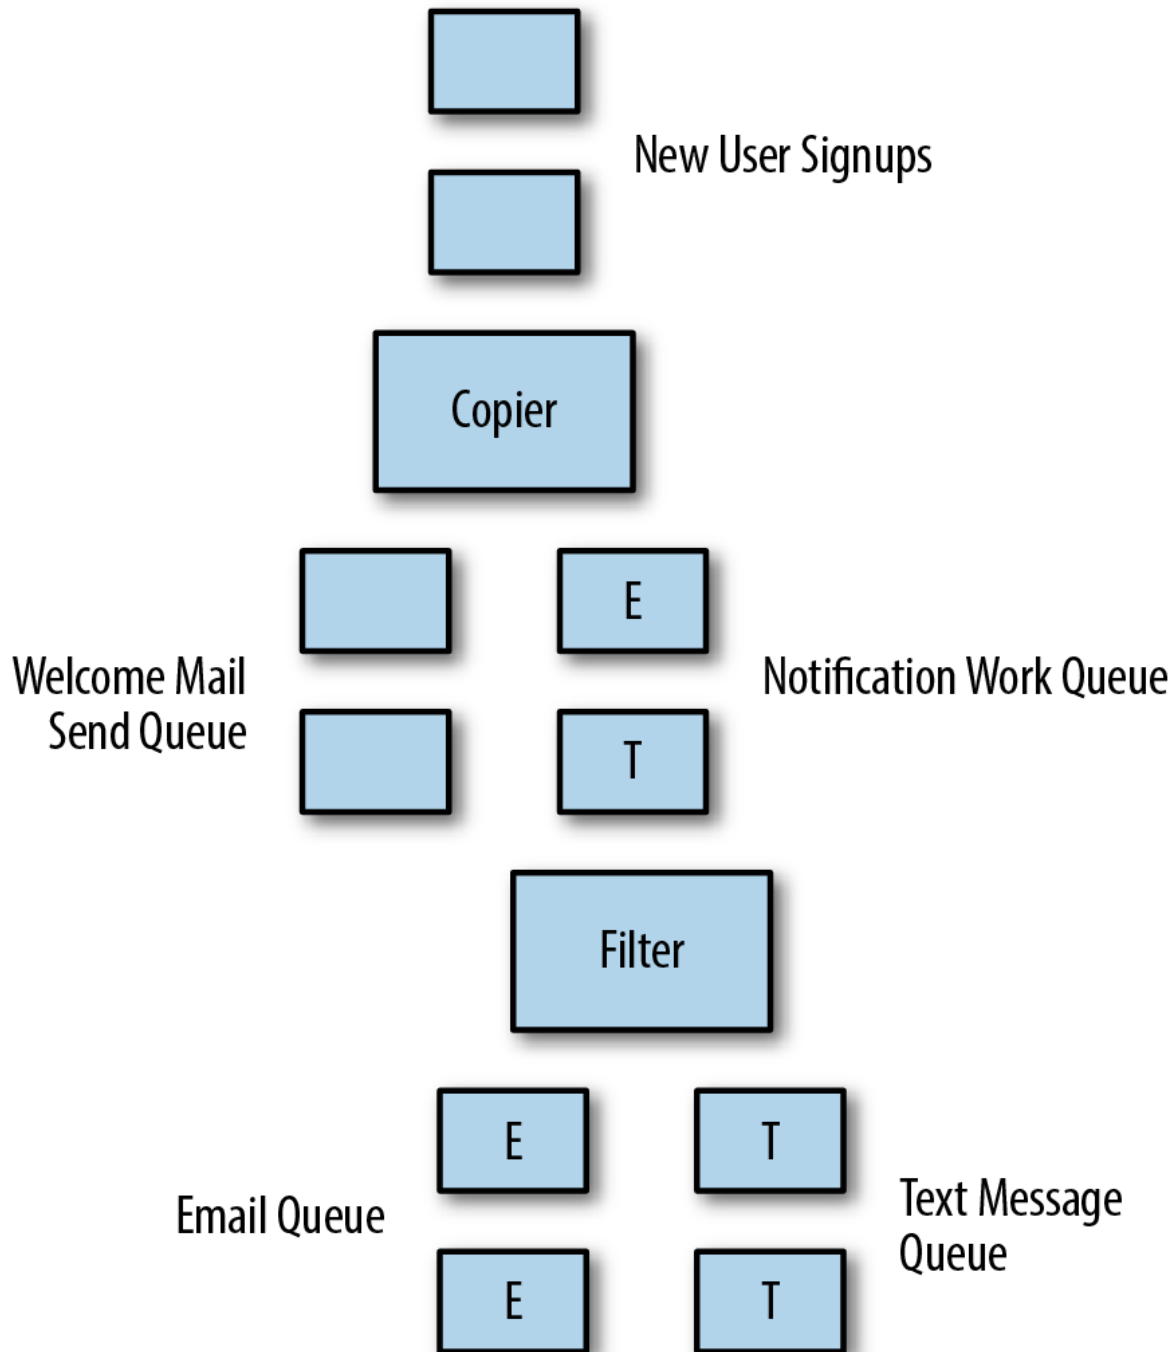 New User Signups
Copier
E
Welcome Mail
Send Queue
Notification Work Queue
T
Filter
E
T
Email Queue
Text Message
Queue
E
T